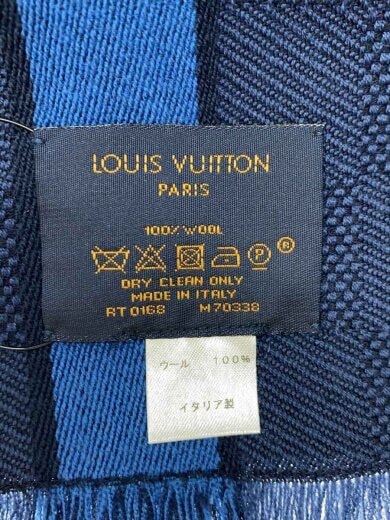 LOUIS VUITTON
PARIS
100% WOOL
P ®
DRY CLEAN ONLY
MADE IN ITALY
RT0168 M70338
ウール 100%
イタリア製